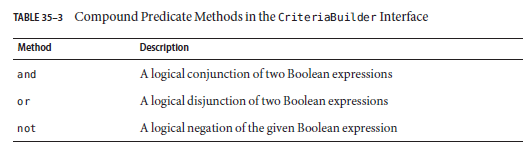 TABLE 35–3 Compound Predicate Methods in the CriteriaBuilder Interface
Method Description
and A logical conjunction of two Boolean expressions
or A logical disjunction of two Boolean expressions
not A logical negation of the given Boolean expression